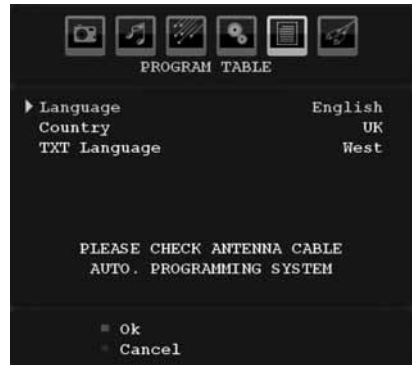 PROGRAM TABLE
Language English
Country UK
TXT Language West
PLEASE CHECK ANTENNA CABLE
AUTO. PROGRAMMING SYSTEM
Ok
Cancel